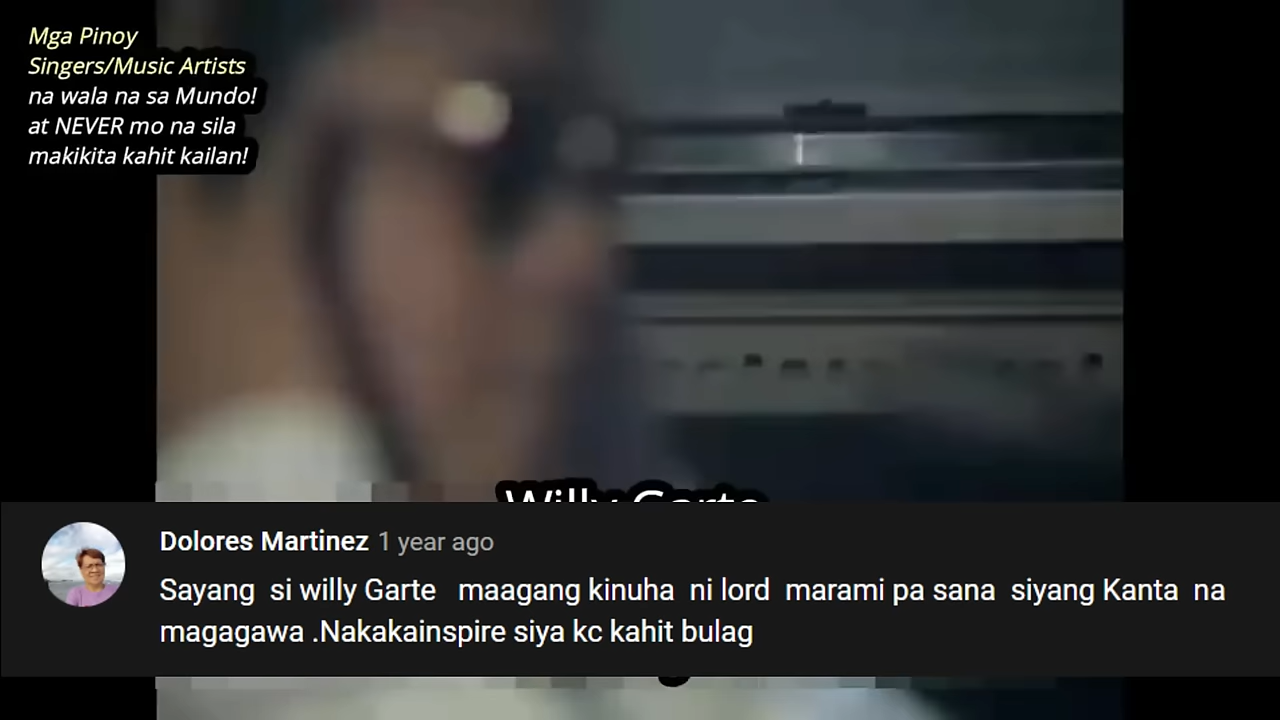 Mga Pinoy
Singers/Music Artists
na wala na sa Mundo!
at NEVER mo na sila
makikita kahit kailan!
Willy Garte
Dolores Martinez 1 year ago
Sayang si willy Garte maagang kinuha ni lord marami pa sana siyang Kanta na
magagawa .Nakakainspire siya kc kahit bulag